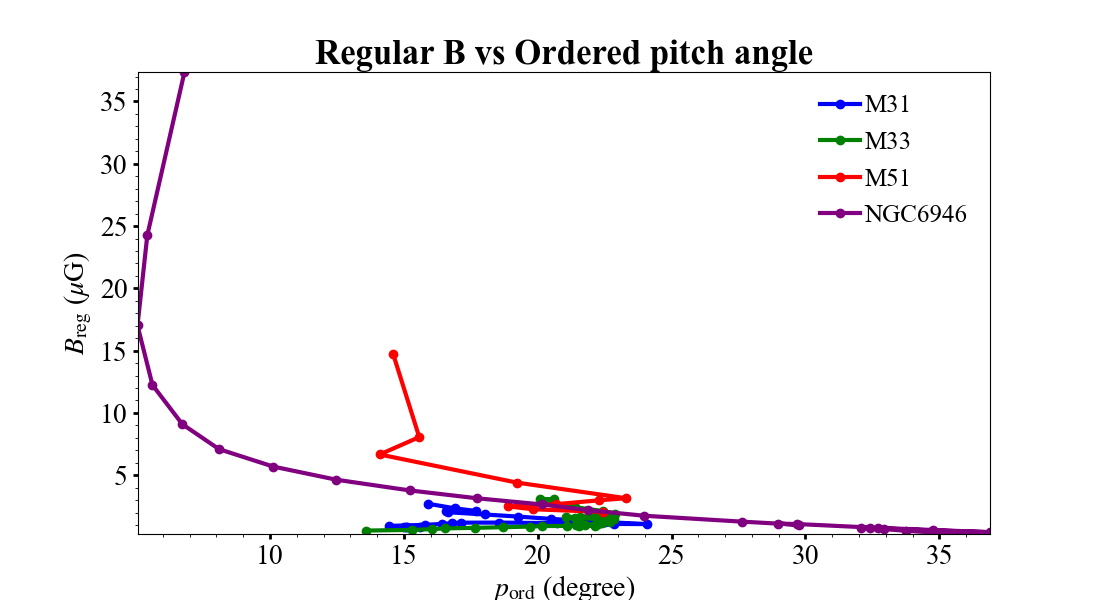 Regular B vs Ordered pitch angle
M31
M33
M51
NGC6946
35
30
25
20
15
10
5
B_reg (μG)
10 15 20 25 30 35
p_ord (degree)